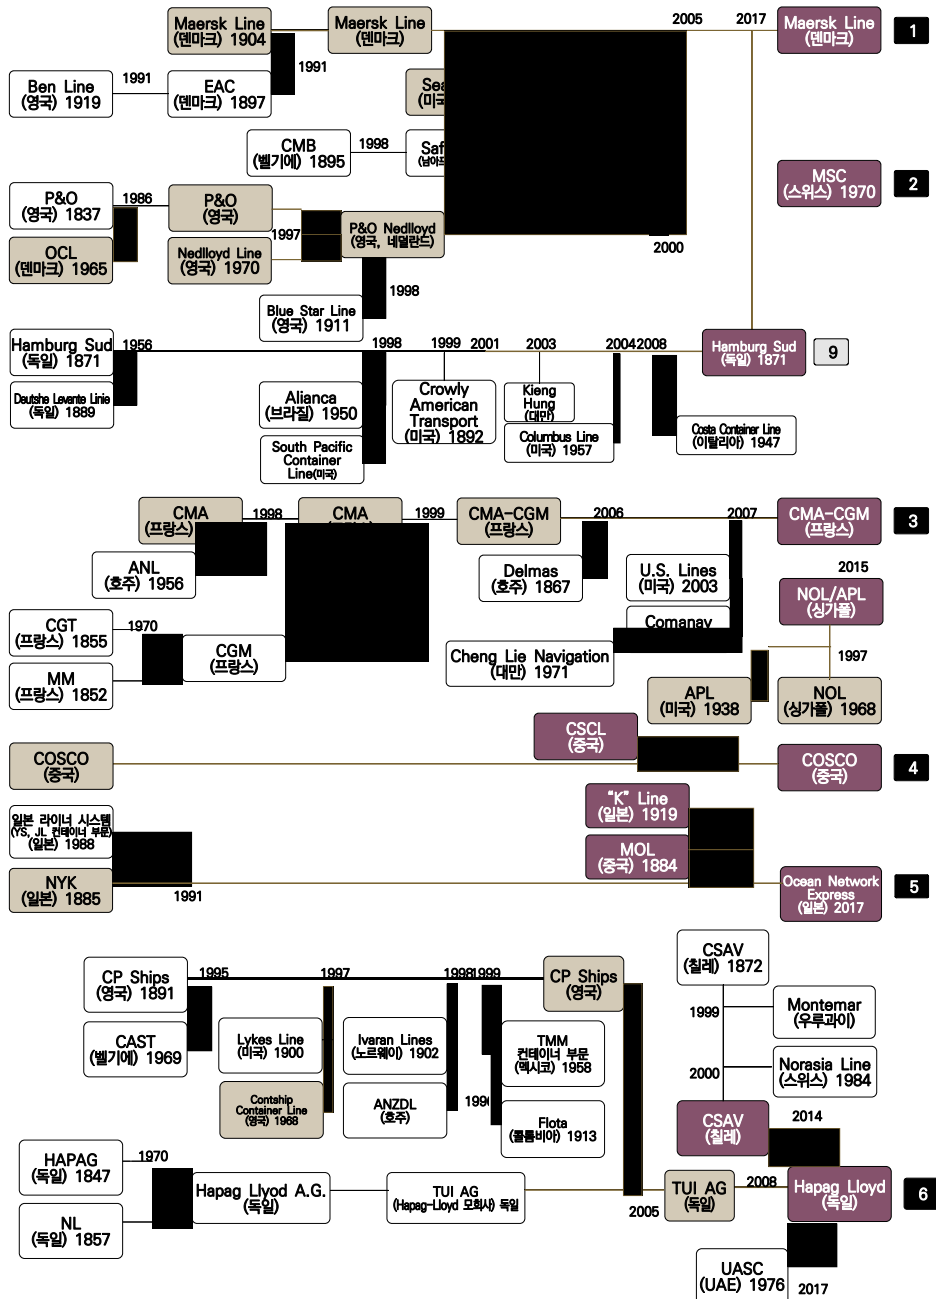 Maersk Line
(덴마크) 1904
Maersk Line
(덴마크)
2005
2017
Maersk Line
(덴마크)
1
1991
Ben Line
(영국) 1919
1991
EAC
(덴마크) 1897
(미국
CMB
(벨기에) 1895
1998
MSC
(스위스) 1970
2
P&O
(영국) 1837
1986
P&O
(영국)
OCL
(덴마크) 1965
1997
Nedlloyd Line
(영국) 1970
P&O Nedlloyd
(영국, 네덜란드)
2000
1998
Blue Star Line
(영국) 1911
Hamburg Sud
(독일) 1871
1956
1998
1999
2001
2003
2004
2008
Hamburg Sud
(독일) 1871
9
Deutshe Levante Linie
(독일) 1889
Alianca
(브라질) 1950
Crowly
American
Transport
(미국) 1892
Kieng
Hung
(대만)
Columbus Line
(미국) 1957
Costa Container Line
(이탈리아) 1947
South Pacific
Container
Line(미국)
CMA
(프랑스)
1998
CMA
1999
CMA-CGM
(프랑스)
2006
2007
CMA-CGM
(프랑스)
3
ANL
(호주) 1956
Delmas
(호주) 1867
U.S. Lines
(미국) 2003
2015
NOL/APL
(싱가폴)
Comanav
CGT
(프랑스) 1855
1970
CGM
(프랑스)
MM
(프랑스) 1852
Cheng Lie Navigation
(대만) 1971
1997
APL
(미국) 1938
NOL
(싱가폴) 1968
CSCL
(중국)
COSCO
(중국)
COSCO
(중국)
4
"K" Line
(일본) 1919
일본 라이너 시스템
(YS, JL 컨테이너 부문)
(일본) 1988
MOL
(중국) 1884
NYK
(일본) 1885
1991
Ocean Network
Express
(일본) 2017
5
CP Ships
(영국) 1891
1995
1997
1998
1999
CP Ships
(영국)
CSAV
(칠레) 1872
1999
Montemar
(우루과이)
CAST
(벨기에) 1969
Lykes Line
(미국) 1900
Ivaran Lines
(노르웨이) 1902
TMM
컨테이너 부문
(멕시코) 1958
2000
Norasia Line
(스위스) 1984
Contship
Container Line
(영국) 1968
ANZDL
(호주)
Flota
(콜롬비아) 1913
CSAV
(칠레)
2014
HAPAG
(독일) 1847
1970
Hapag Llyod A.G.
(독일)
TUI AG
(Hapag-Lloyd 모회사) 독일
2005
TUI AG
(독일)
2008
Hapag Lloyd
(독일)
6
NL
(독일) 1857
UASC
(UAE) 1976
2017